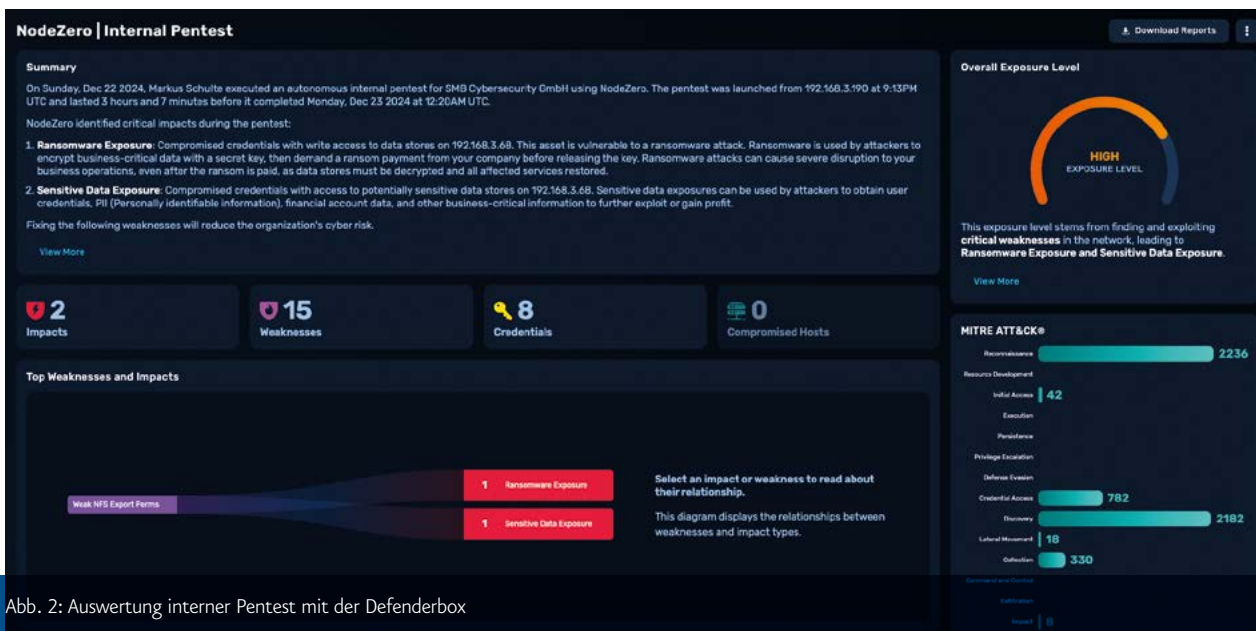 NodeZero | Internal Pentest
Download Reports
Summary
On Sunday, Dec 22 2024, Markus Schulte executed an autonomous internal pentest for SMB Cybersecurity GmbH using NodeZero. The pentest was launched from 192.168.3.190 at 9:13PM
UTC and lasted 3 hours and 7 minutes before it completed Monday, Dec 23 2024 at 12:20AM UTC.
NodeZero identified critical impacts during the pentest:
1. Ransomware Exposure: Compromised credentials with write access to data stores on 192.168.3.68. This asset is vulnerable to a ransomware attack. Ransomware is used by attackers to
encrypt business-critical data with a secret key, then demand a ransom payment from your company before releasing the key. Ransomware attacks can cause severe disruption to your
business operations, even after the ransom is paid, as data stores must be decrypted and all affected services restored.
2. Sensitive Data Exposure: Compromised credentials with access to potentially sensitive data stores on 192.168.3.68. Sensitive data exposures can be used by attackers to obtain user
credentials, PII (Personally identifiable information), financial account data, and other business-critical information to further exploit or gain profit.
Fixing the following weaknesses will reduce the organization's cyber risk.
View More
Overall Exposure Level
HIGH
EXPOSURE LEVEL
This exposure level stems from finding and exploiting
critical weaknesses in the network, leading to
Ransomware Exposure and Sensitive Data Exposure.
View More
2
Impacts
15
Weaknesses
8
Credentials
0
Compromised Hosts
Top Weaknesses and Impacts
Weak NFS Export Perms
1 Ransomware Exposure
1 Sensitive Data Exposure
Select an impact or weakness to read about
their relationship.
This diagram displays the relationships between
weaknesses and impact types.
MITRE ATT&CK®
Reconnaissance 2236
Resource Development
Initial Access 42
Execution
Persistence
Privilege Escalation
Defense Evasion
Credential Access 782
Discovery 2182
Lateral Movement 18
Collection 330
Command and Control
Exfiltration
Impact 8
Abb. 2: Auswertung interner Pentest mit der Defenderbox